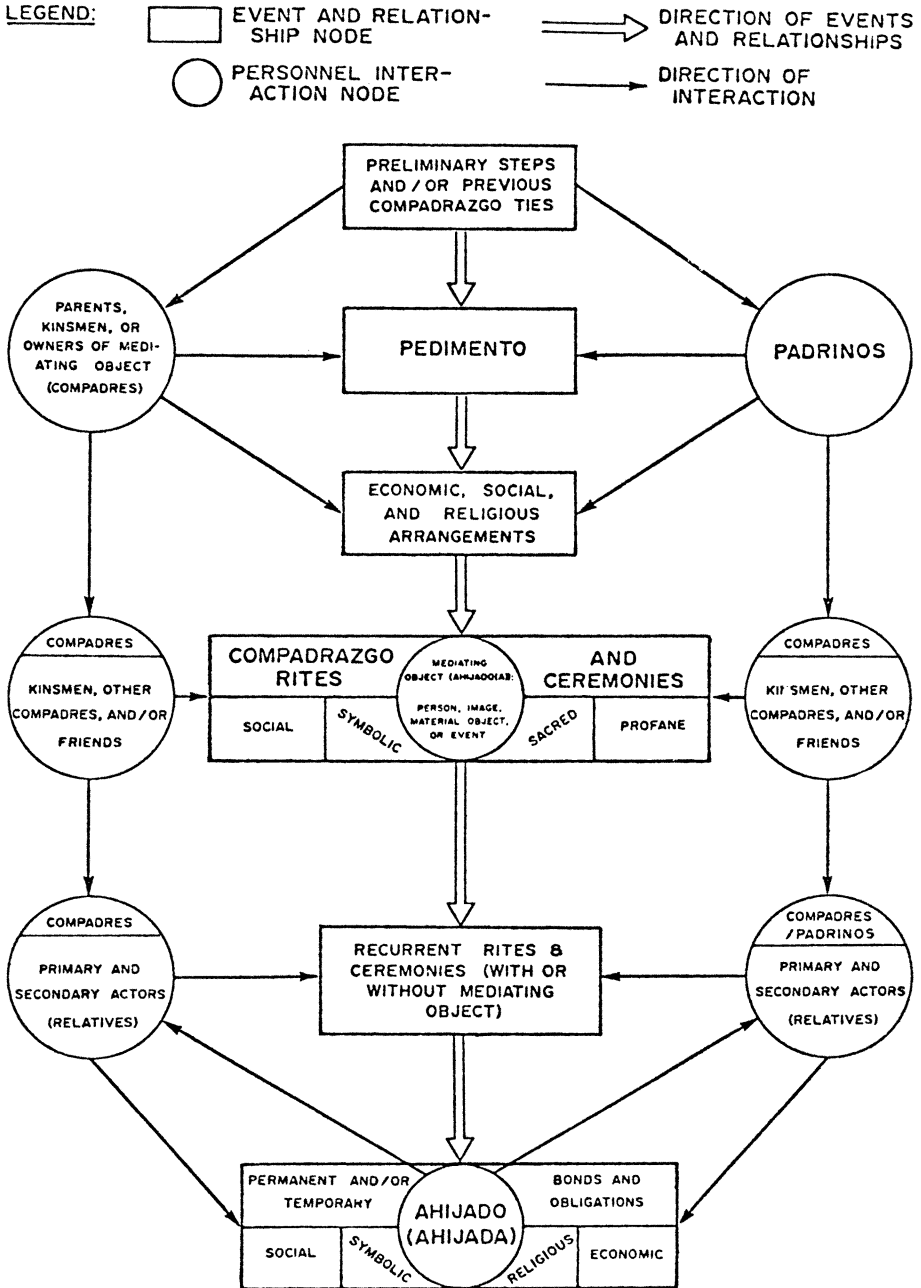 LEGEND:
EVENT AND RELATION-
SHIP NODE
DIRECTION OF EVENTS
AND RELATIONSHIPS
PERSONNEL INTER-
ACTION NODE
DIRECTION OF
INTERACTION
PRELIMINARY STEPS
AND/OR PREVIOUS
COMPADRAZGO TIES
PARENTS,
KINSMEN, OR
OWNERS OF MEDI-
ATING OBJECT
(COMPADRES)
PEDIMENTO
PADRINOS
ECONOMIC, SOCIAL,
AND RELIGIOUS
ARRANGEMENTS
COMPADRES
KINSMEN, OTHER
COMPADRES, AND/OR
FRIENDS
COMPADRAZGO
RITES
SOCIAL
SYMBOLIC
MEDIATING
OBJECT (AHIJADO(A)):
PERSON, IMAGE,
MATERIAL OBJECT,
OR EVENT
AND
CEREMONIES
SACRED
PROFANE
COMPADRES
KINSMEN, OTHER
COMPADRES, AND/OR
FRIENDS
COMPADRES
PRIMARY AND
SECONDARY ACTORS
(RELATIVES)
RECURRENT RITES &
CEREMONIES (WITH OR
WITHOUT MEDIATING
OBJECT)
COMPADRES
/PADRINOS
PRIMARY AND
SECONDARY ACTORS
(RELATIVES)
PERMANENT AND/OR
TEMPORARY
SOCIAL
SYMBOLIC
AHIJADO
(AHIJADA)
BONDS AND
OBLIGATIONS
RELIGIOUS
ECONOMIC